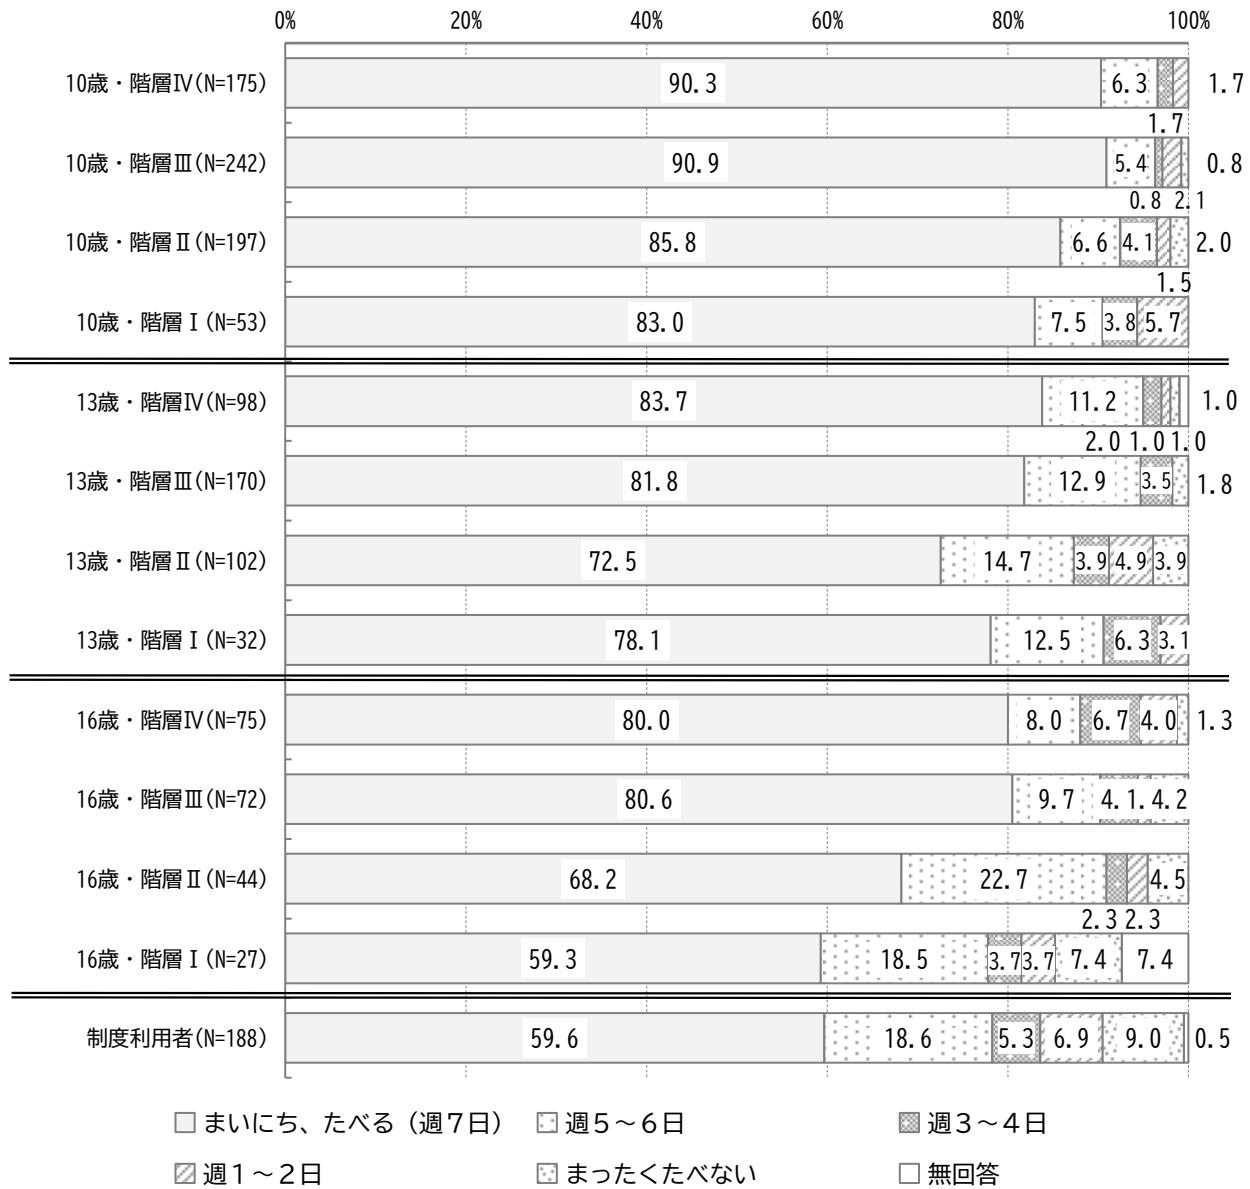 0% 20% 40% 60% 80% 100%
10歳・階層Ⅳ(N=175) 90.3 6.3 1.7
1.7
10歳・階層Ⅲ(N=242) 90.9 5.4 0.8
0.8 2.1
10歳・階層Ⅱ(N=197) 85.8 6.6 4.1 2.0
1.5
10歳・階層Ⅰ(N=53) 83.0 7.5 3.8 5.7
13歳・階層Ⅳ(N=98) 83.7 11.2 1.0
2.0 1.0 1.0
13歳・階層Ⅲ(N=170) 81.8 12.9 3.5 1.8
13歳・階層Ⅱ(N=102) 72.5 14.7 3.9 4.9 3.9
13歳・階層Ⅰ(N=32) 78.1 12.5 6.3 3.1
16歳・階層Ⅳ(N=75) 80.0 8.0 6.7 4.0 1.3
16歳・階層Ⅲ(N=72) 80.6 9.7 4.1 4.2
16歳・階層Ⅱ(N=44) 68.2 22.7 4.5
2.3 2.3
16歳・階層Ⅰ(N=27) 59.3 18.5 3.7 3.7 7.4 7.4
制度利用者(N=188) 59.6 18.6 5.3 6.9 9.0 0.5
まいにち、たべる（週７日） 週５～６日 週３～４日
週１～２日 まったくたべない 無回答